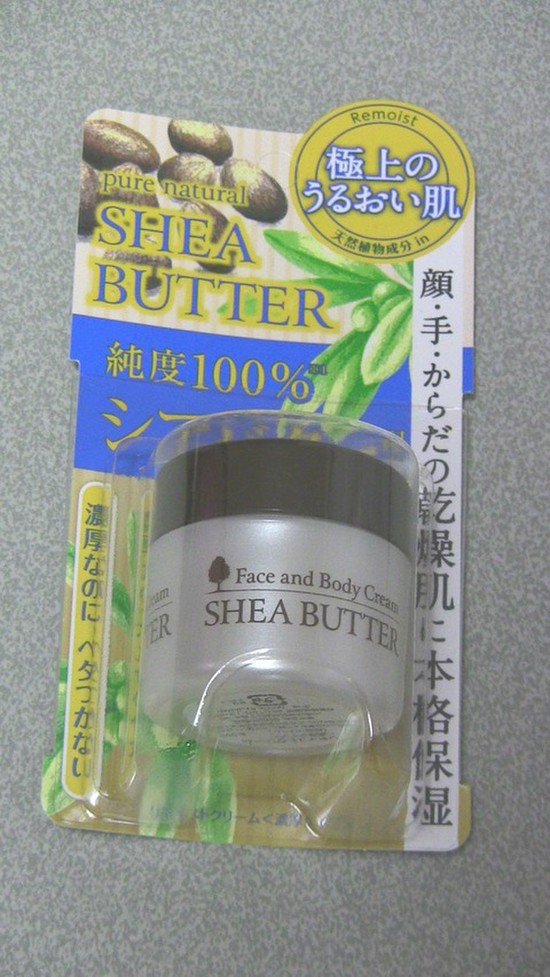 Remoist
極上の
うるおい肌
天然植物成分 in
pure natural
SHEA
BUTTER
純度100%
顔・手・からだの乾燥肌に本格保湿
濃厚なのに ベタつかない
Face and Body Cream
SHEA BUTTER